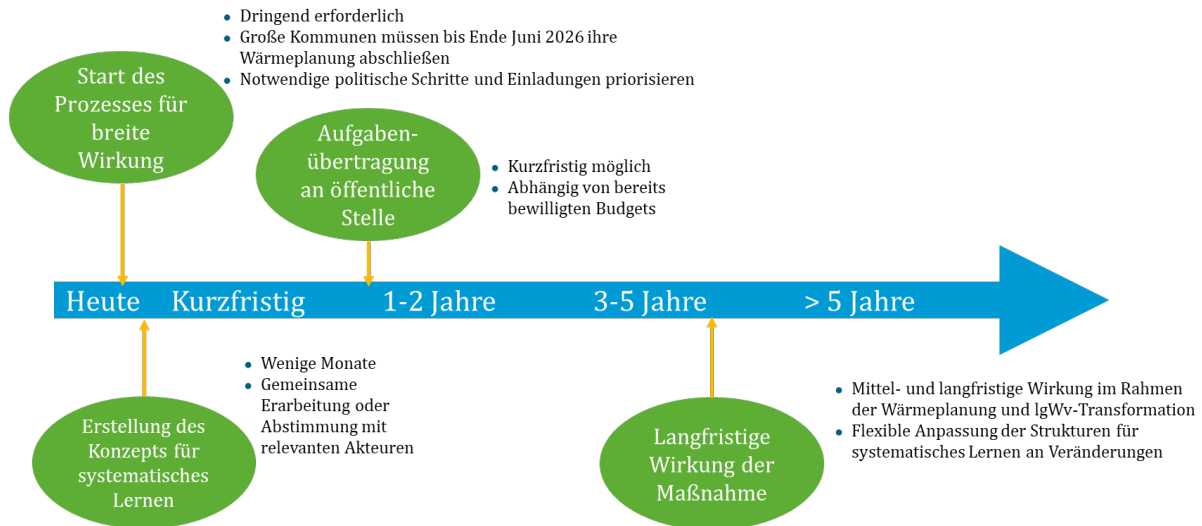 • Dringend erforderlich
• Große Kommunen müssen bis Ende Juni 2026 ihre
Wärmeplanung abschließen
• Notwendige politische Schritte und Einladungen priorisieren
Start des
Prozesses für
breite
Wirkung
Aufgaben-
übertragung
an öffentliche
Stelle
• Kurzfristig möglich
• Abhängig von bereits
bewilligten Budgets
Heute Kurzfristig 1-2 Jahre 3-5 Jahre > 5 Jahre
Erstellung des
Konzepts für
systematisches
Lernen
• Wenige Monate
• Gemeinsame
Erarbeitung oder
Abstimmung mit
relevanten Akteuren
Langfristige
Wirkung der
Maßnahme
• Mittel- und langfristige Wirkung im Rahmen
der Wärmeplanung und lgWv-Transformation
• Flexible Anpassung der Strukturen für
systematisches Lernen an Veränderungen